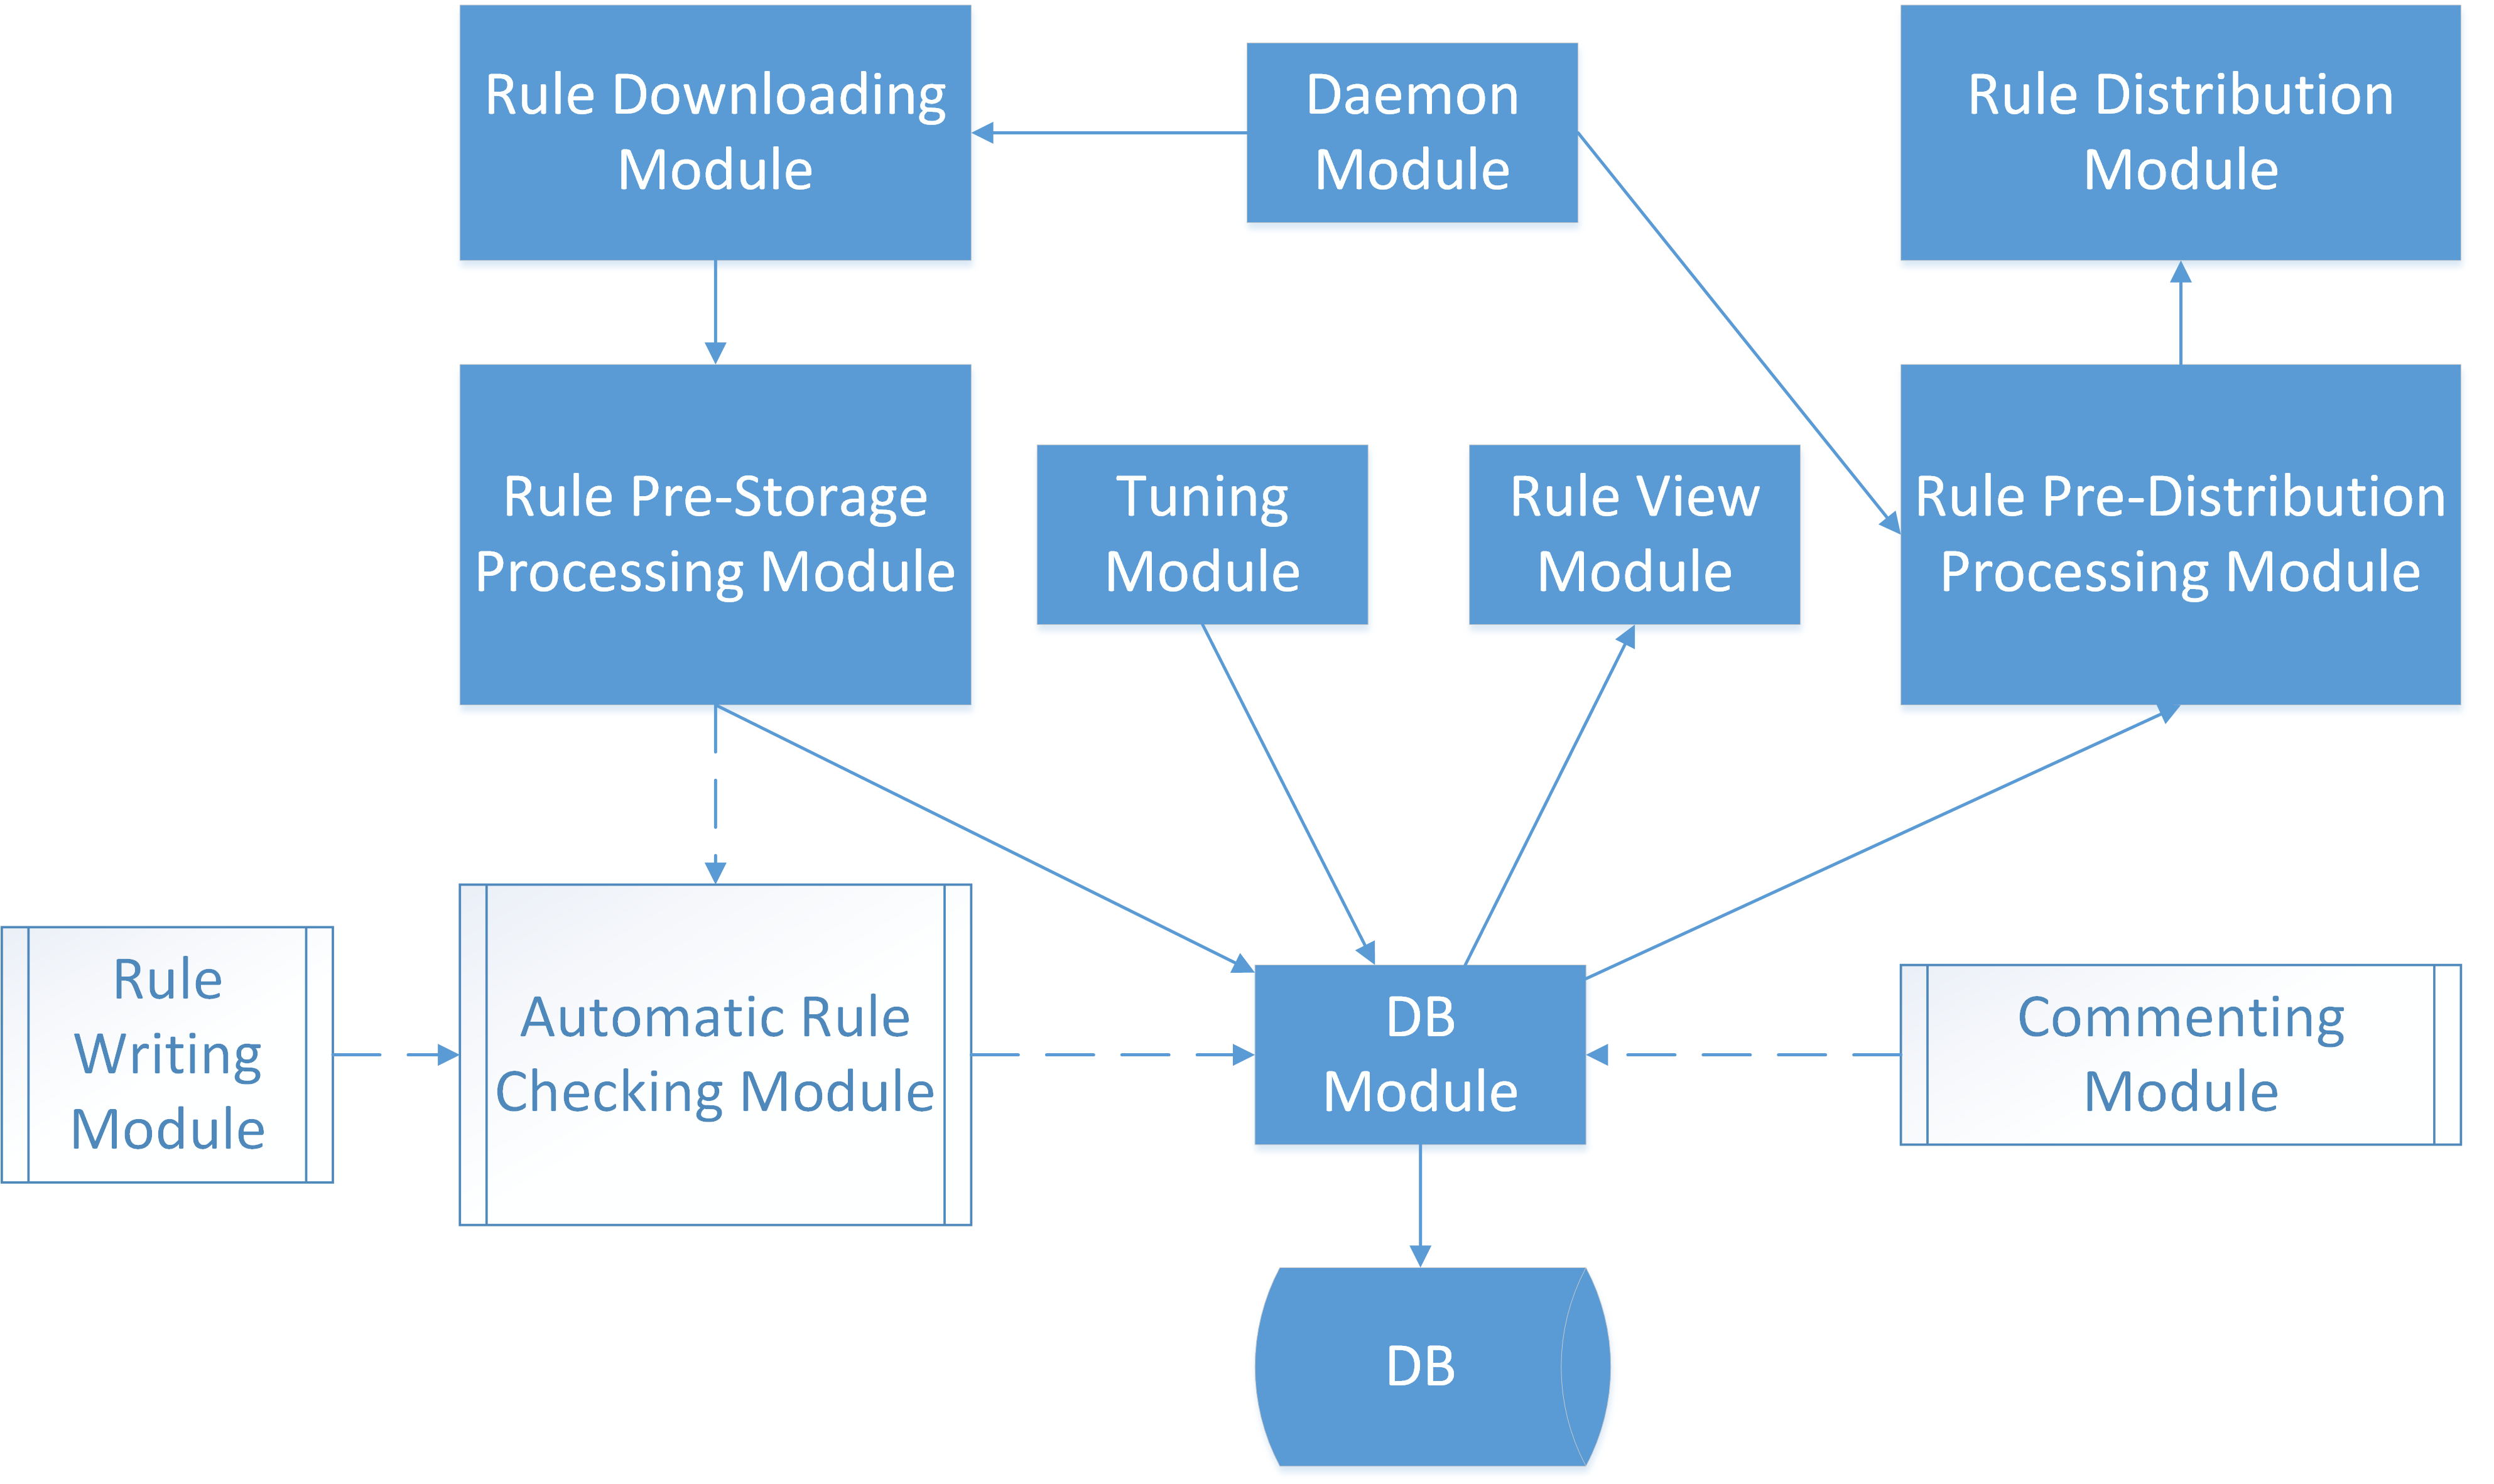 Rule Downloading
Module
Daemon
Module
Rule Distribution
Module
Rule Pre-Storage
Processing Module
Tuning
Module
Rule View
Module
Rule Pre-Distribution
Processing Module
Rule
Writing
Module
Automatic Rule
Checking Module
DB
Module
Commenting
Module
DB